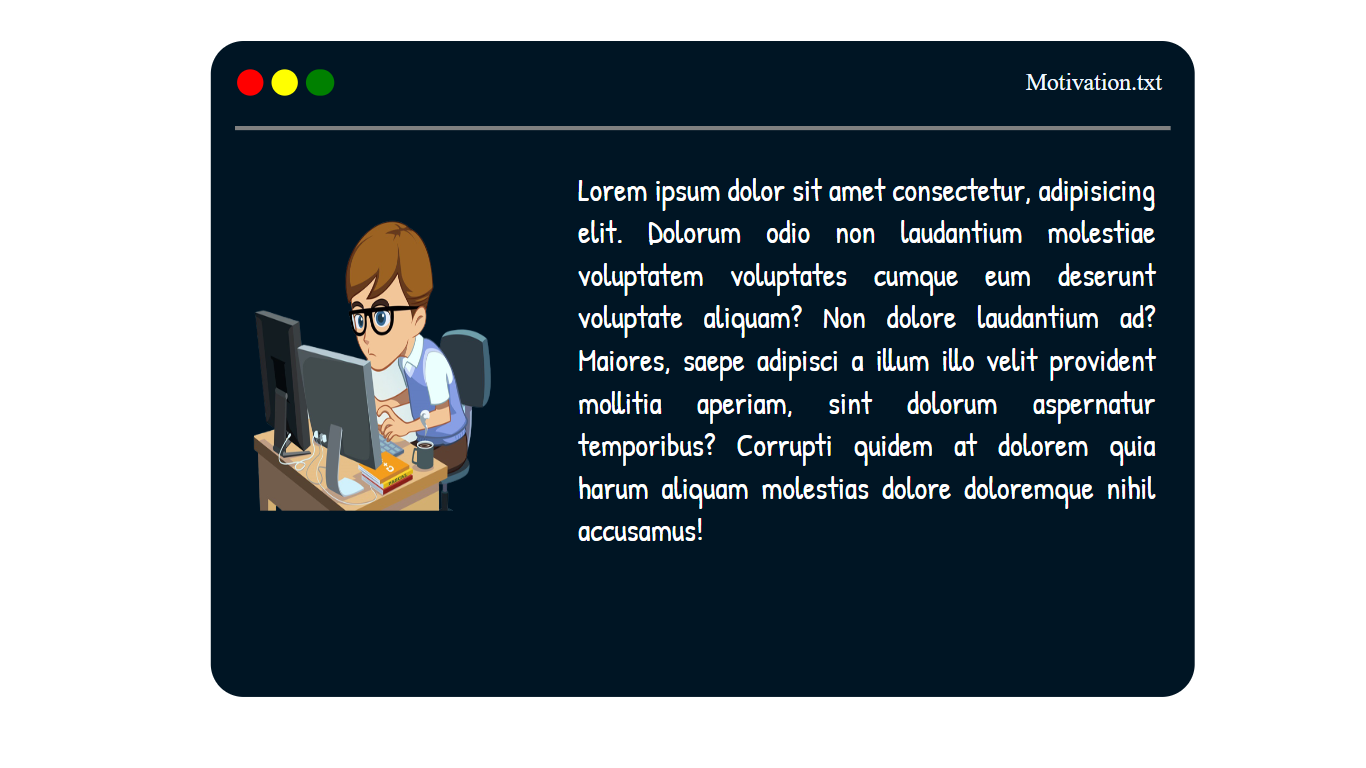 Motivation.txt
Lorem ipsum dolor sit amet consectetur, adipisicing
elit. Dolorum odio non laudantium molestiae
voluptatem voluptates cumque eum deserunt
voluptate aliquam? Non dolore laudantium ad?
Maiores, saepe adipisci a illum illo velit provident
mollitia aperiam, sint dolorum aspernatur
temporibus? Corrupti quidem at dolorem quia
harum aliquam molestias dolore doloremque nihil
accusamus!